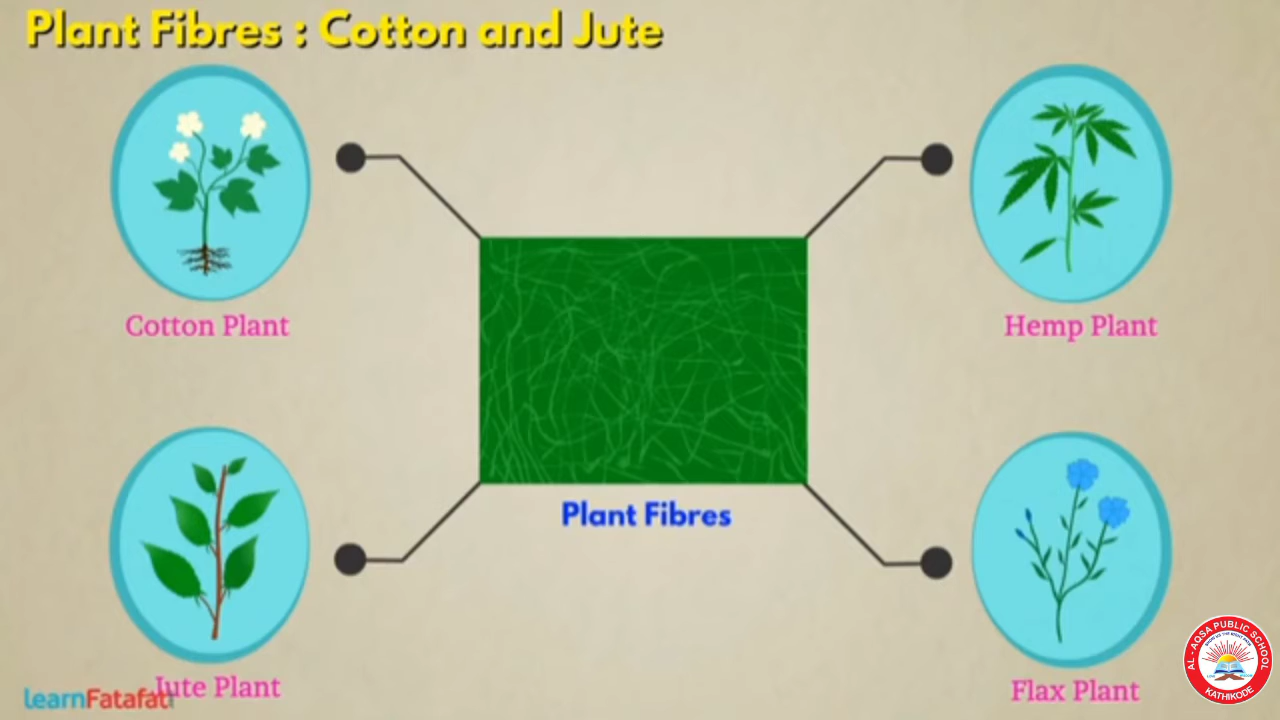 Plant Fibres : Cotton and Jute
Cotton Plant
Hemp Plant
Plant Fibres
Jute Plant
Flax Plant
learnFatafat
AL - AQSA PUBLIC SCHOOL
KATHIKODE